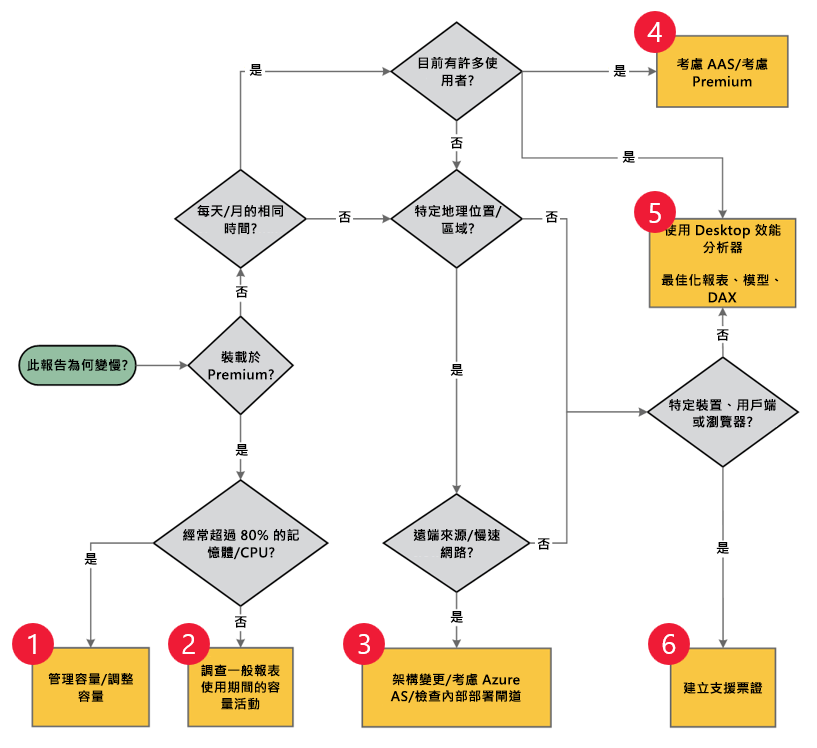 4
考慮 AAS/考慮
Premium
目前有許多使
用者?
是
是
否
是
每天/月的相同
時間?
否
特定地理位置/
區域?
否
5
使用 Desktop 效能
分析器
最佳化報表、模型、
DAX
否
否
此報告為何變慢?
裝載於
Premium?
是
特定裝置、用戶端
或瀏覽器?
是
經常超過 80% 的記
憶體/CPU?
遠端來源/慢速
網路?
否
是
是
否
是
1
管理容量/調整
容量
2
調查一般報表
使用期間的容
量活動
3
架構變更/考慮 Azure
AS/檢查內部部署閘道
6
建立支援票證